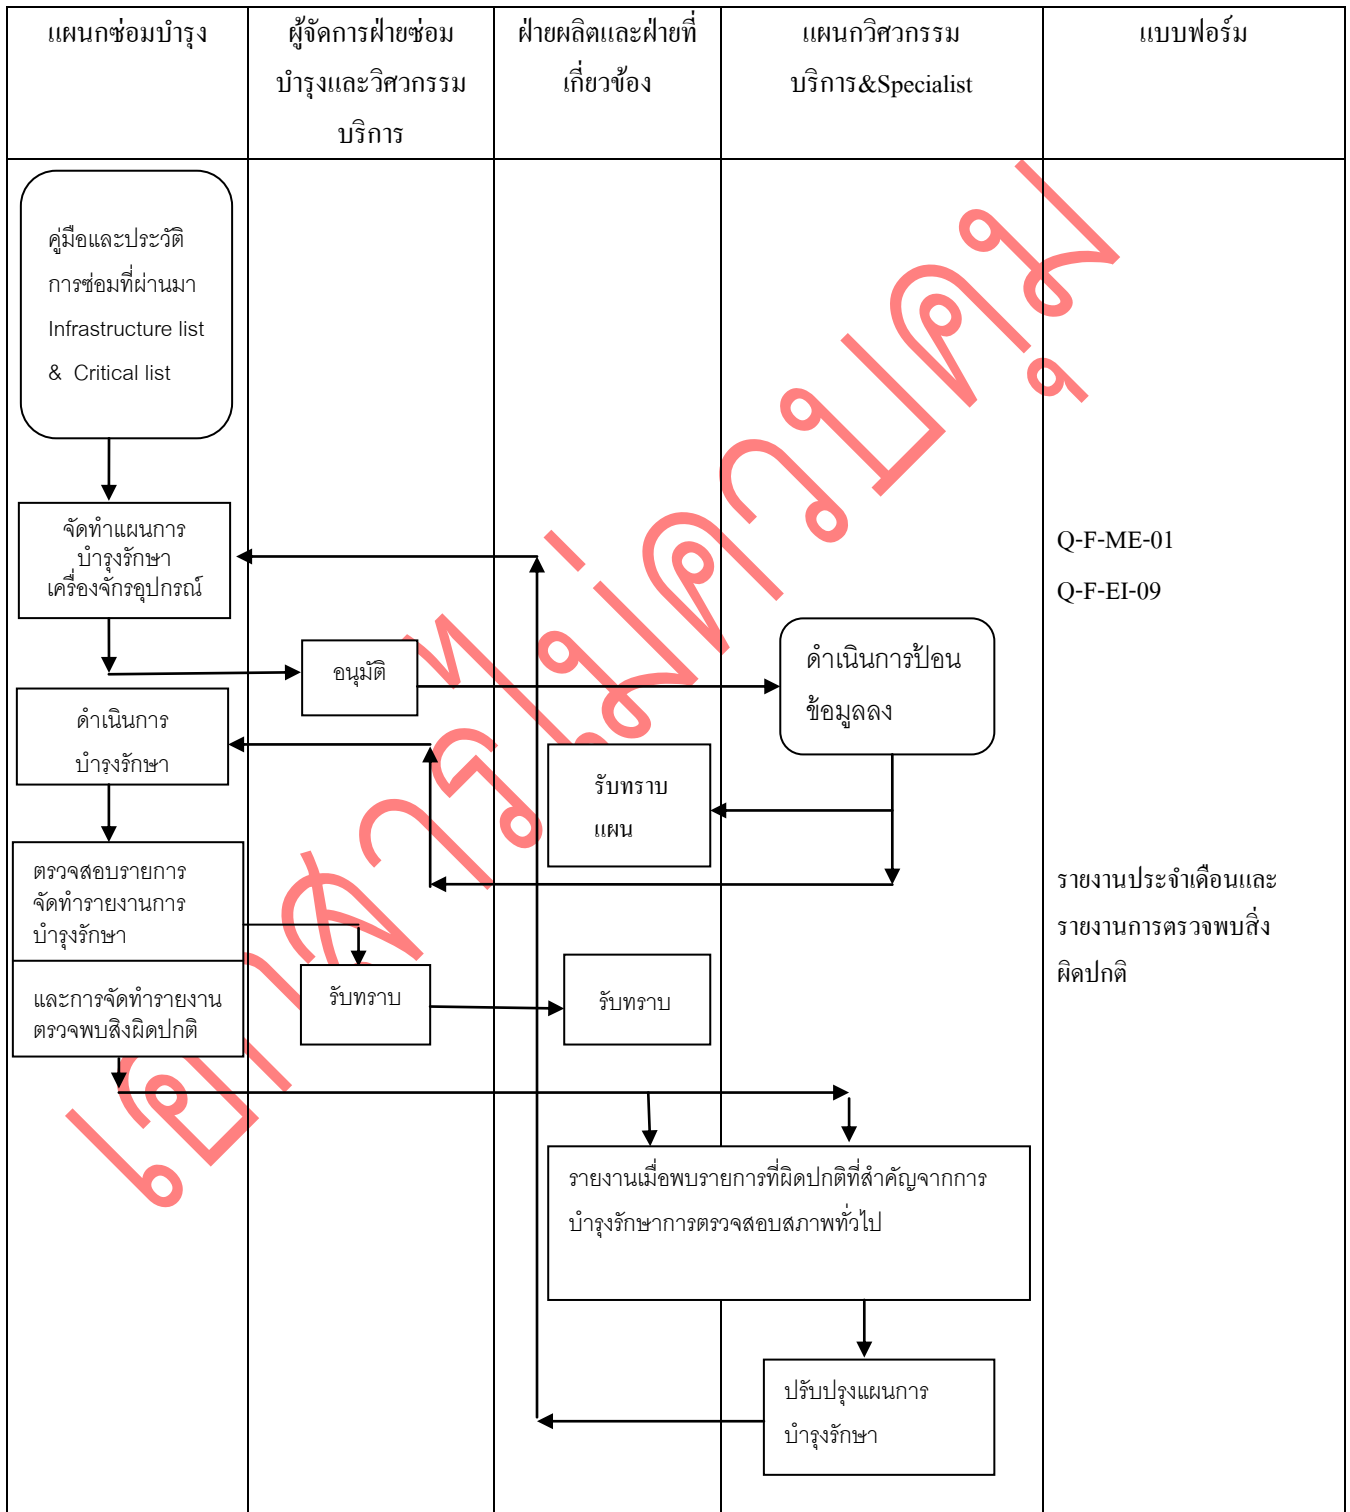 แผนกซ่อมบำรุง
ผู้จัดการฝ่ายซ่อม
บำรุงและวิศวกรรม
บริการ
ฝ่ายผลิตและฝ่ายที่
เกี่ยวข้อง
แผนกวิศวกรรม
บริการ&Specialist
แบบฟอร์ม
คู่มือและประวัติ
การซ่อมที่ผ่านมา
Infrastructure list
& Critical list
จัดทำแผนการ
บำรุงรักษา
เครื่องจักรอุปกรณ์
Q-F-ME-01
Q-F-EI-09
อนุมัติ
ดำเนินการป้อน
ข้อมูลลง
ดำเนินการ
บำรุงรักษา
รับทราบ
แผน
ตรวจสอบรายการ
จัดทำรายงานการ
บำรุงรักษา
และการจัดทำรายงาน
ตรวจพบสิ่งผิดปกติ
รายงานประจำเดือนและ
รายงานการตรวจพบสิ่ง
ผิดปกติ
รับทราบ
รับทราบ
รายงานเมื่อพบรายการที่ผิดปกติที่สำคัญจากการ
บำรุงรักษาการตรวจสอบสภาพทั่วไป
ปรับปรุงแผนการ
บำรุงรักษา
เอกสารไม่ควบคุม